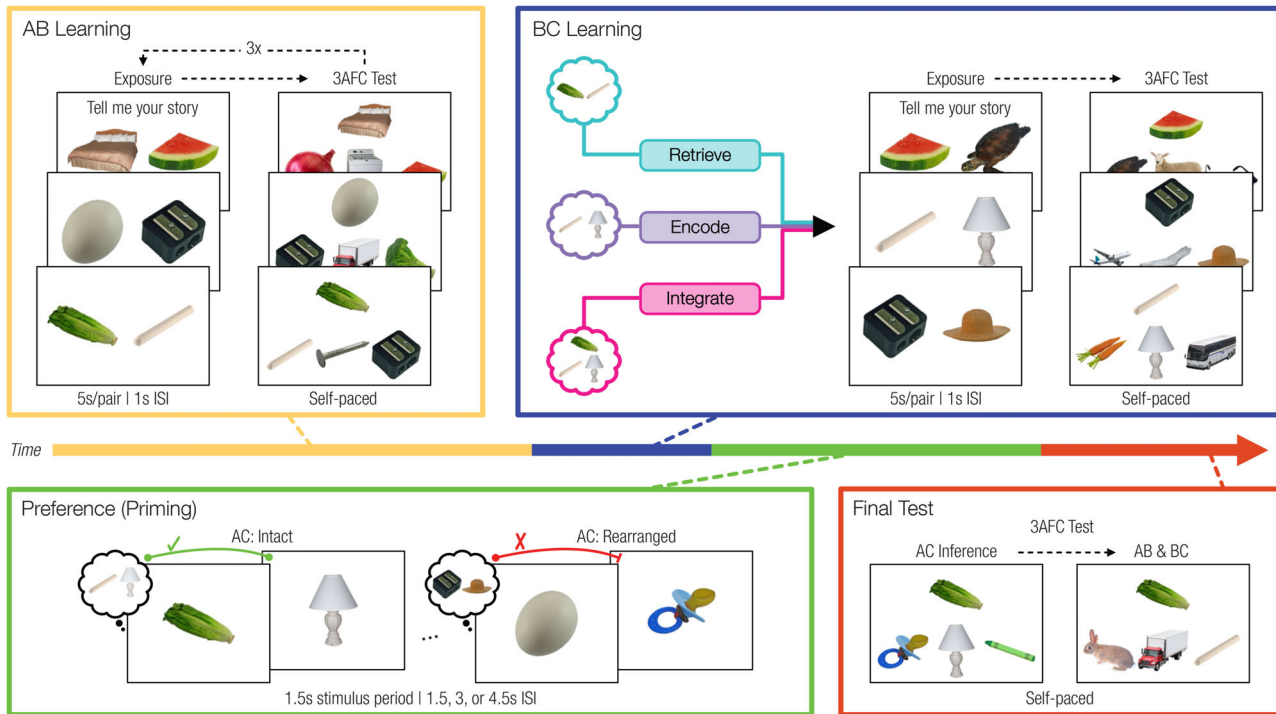 AB Learning
3x
Exposure
3AFC Test
Tell me your story
5s/pair | 1s ISI
Self-paced
BC Learning
Retrieve
Encode
Integrate
Exposure
3AFC Test
Tell me your story
5s/pair | 1s ISI
Self-paced
Time
Preference (Priming)
AC: Intact
AC: Rearranged
...
1.5s stimulus period | 1.5, 3, or 4.5s ISI
Final Test
3AFC Test
AC Inference
AB & BC
Self-paced